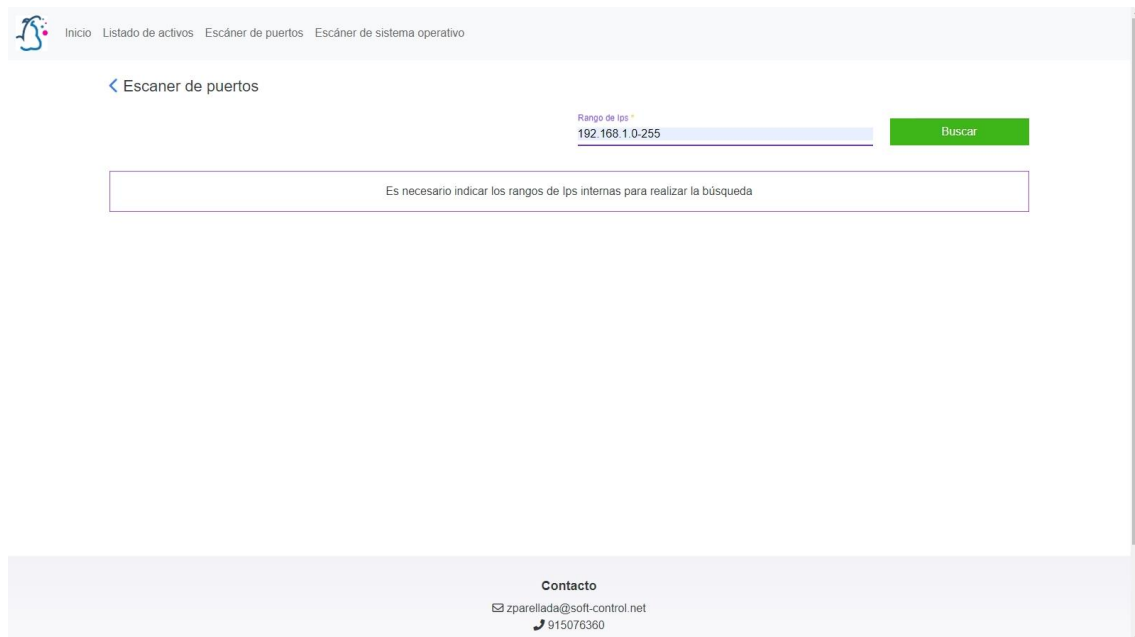 Inicio Listado de activos Escáner de puertos Escáner de sistema operativo
Escaner de puertos
Rango de Ips *
192.168.1.0-255
Buscar
Es necesario indicar los rangos de Ips internas para realizar la búsqueda
Contacto
zparellada@soft-control.net
915076360